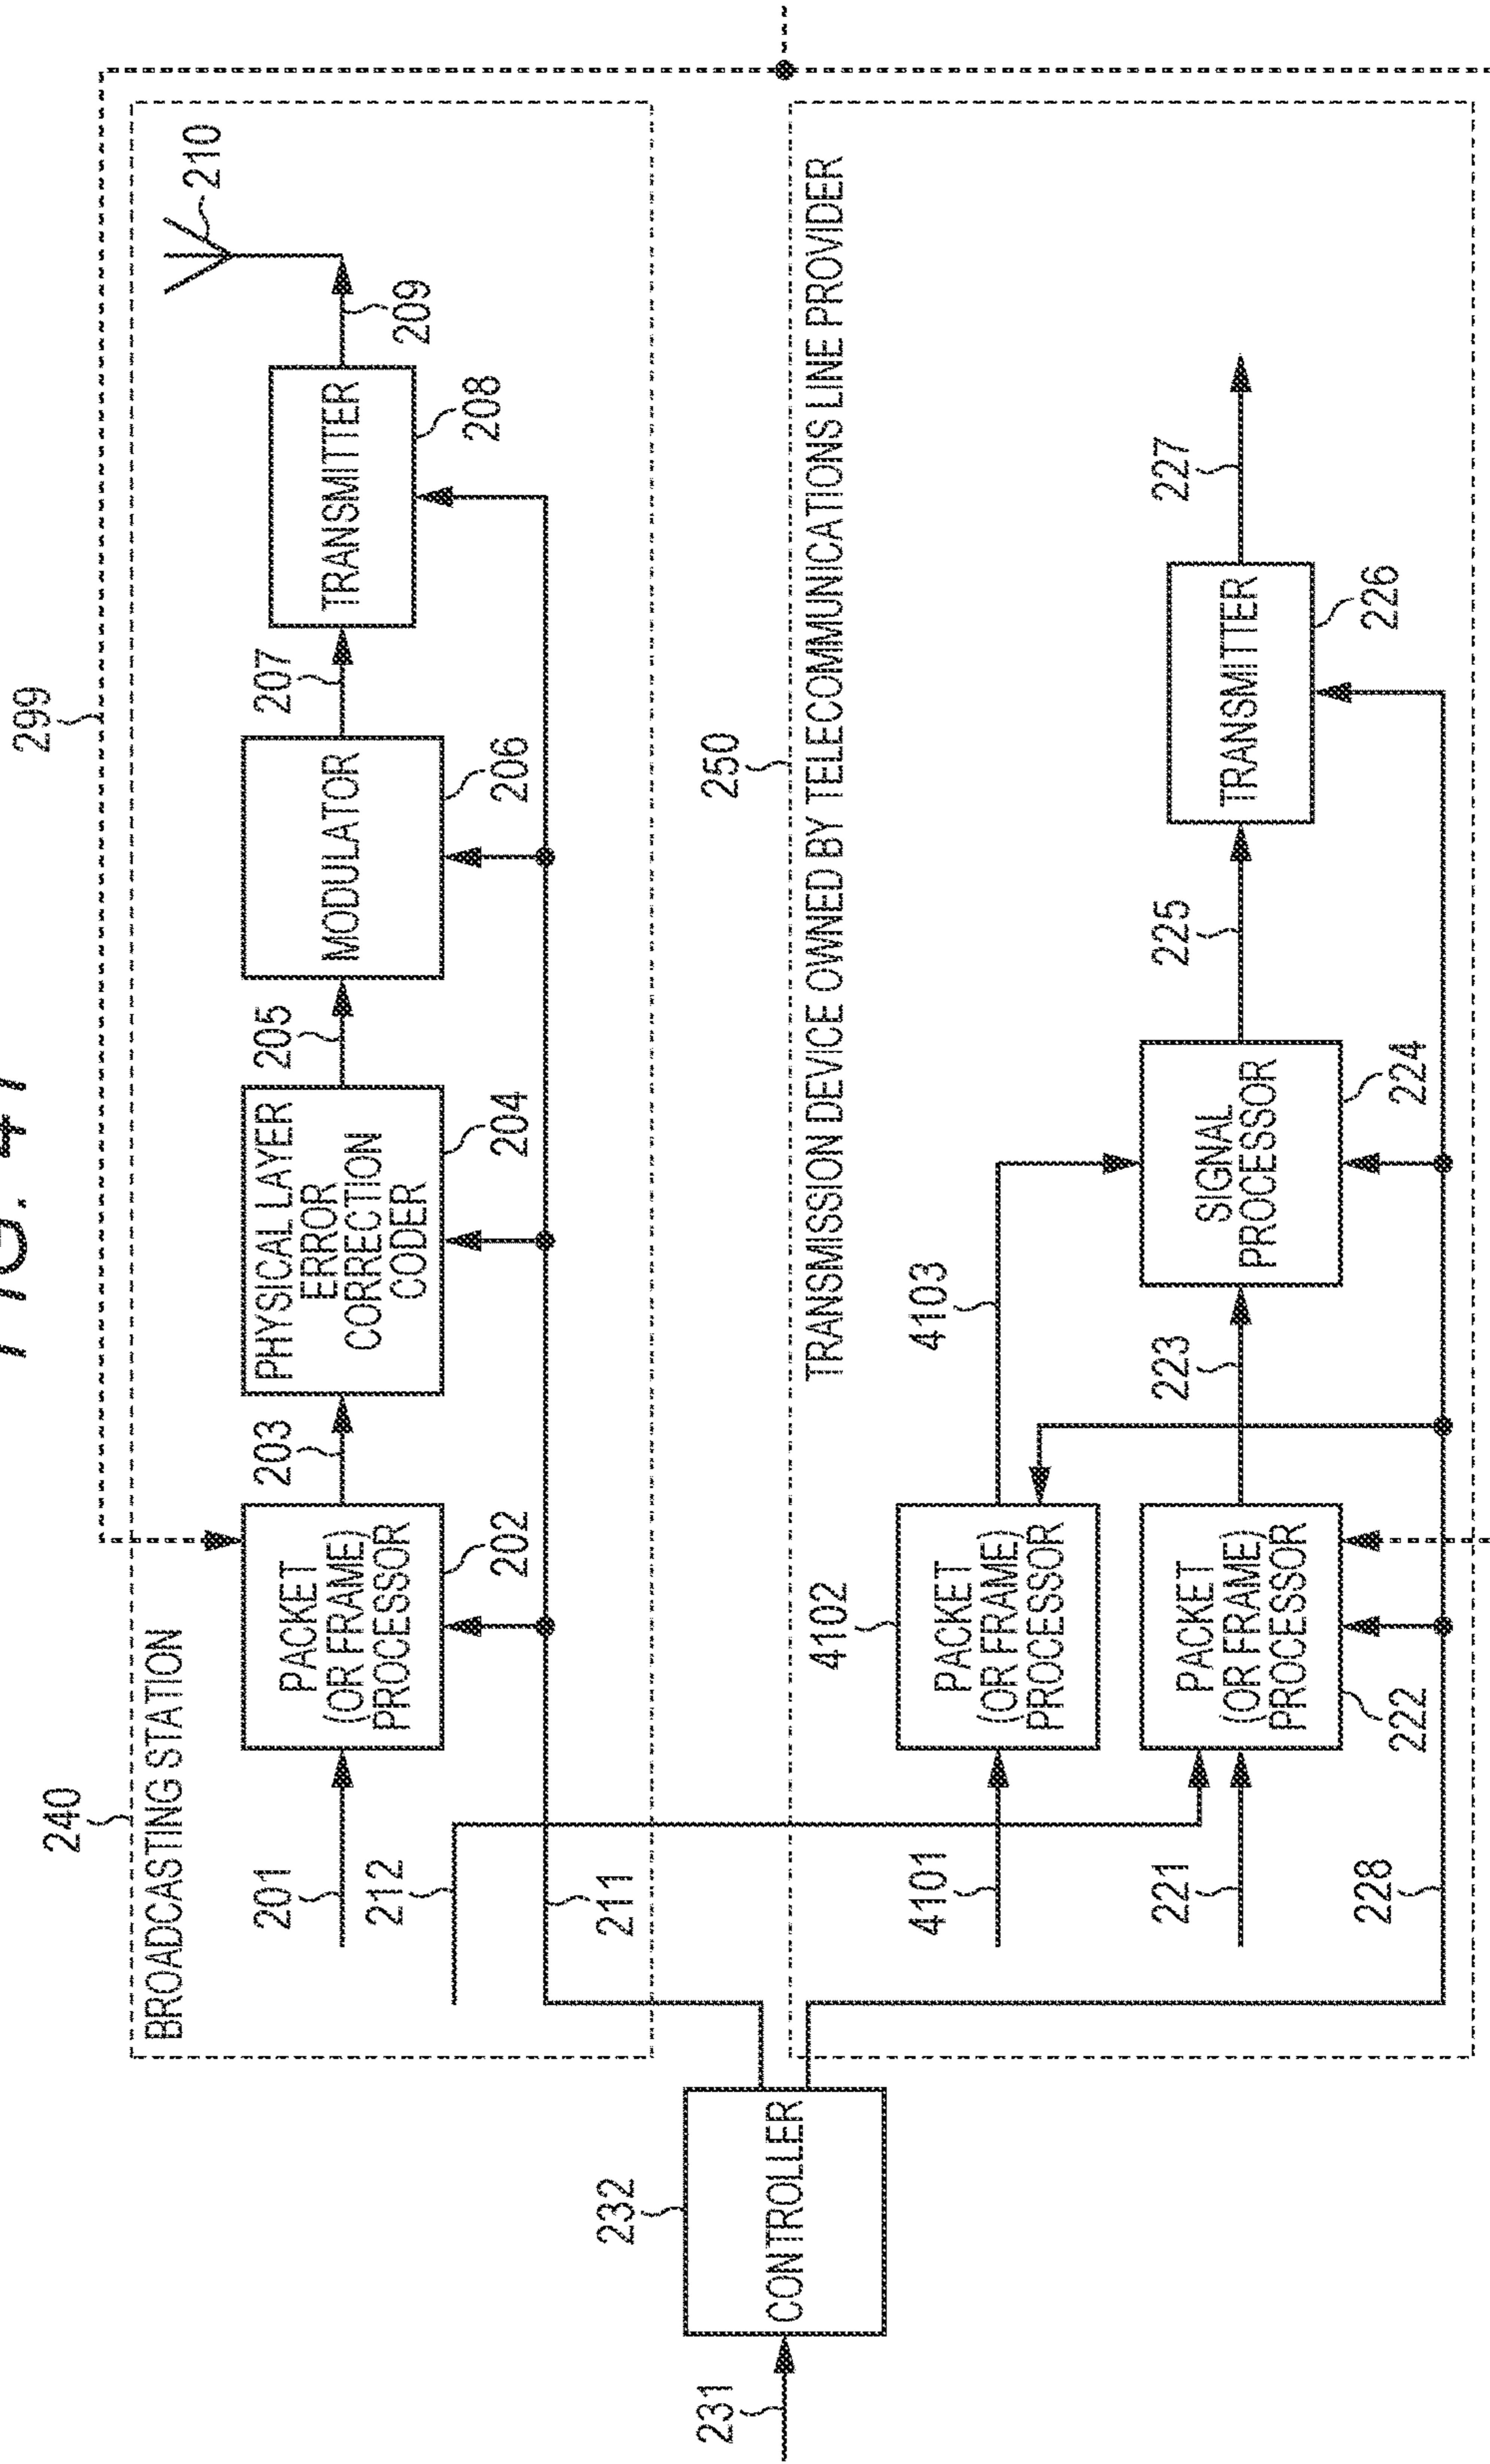 FIG. 41
299
240
BROADCASTING STATION
201
PACKET
(OR FRAME)
PROCESSOR
202
203
PHYSICAL LAYER
ERROR
CORRECTION
CODER
204
205
MODULATOR
206
207
TRANSMITTER
208
209
210
212
211
232
CONTROLLER
231
250
TRANSMISSION DEVICE OWNED BY TELECOMMUNICATIONS LINE PROVIDER
4101
4102
PACKET
(OR FRAME)
PROCESSOR
4103
221
PACKET
(OR FRAME)
PROCESSOR
222
223
SIGNAL
PROCESSOR
224
225
TRANSMITTER
226
227
228